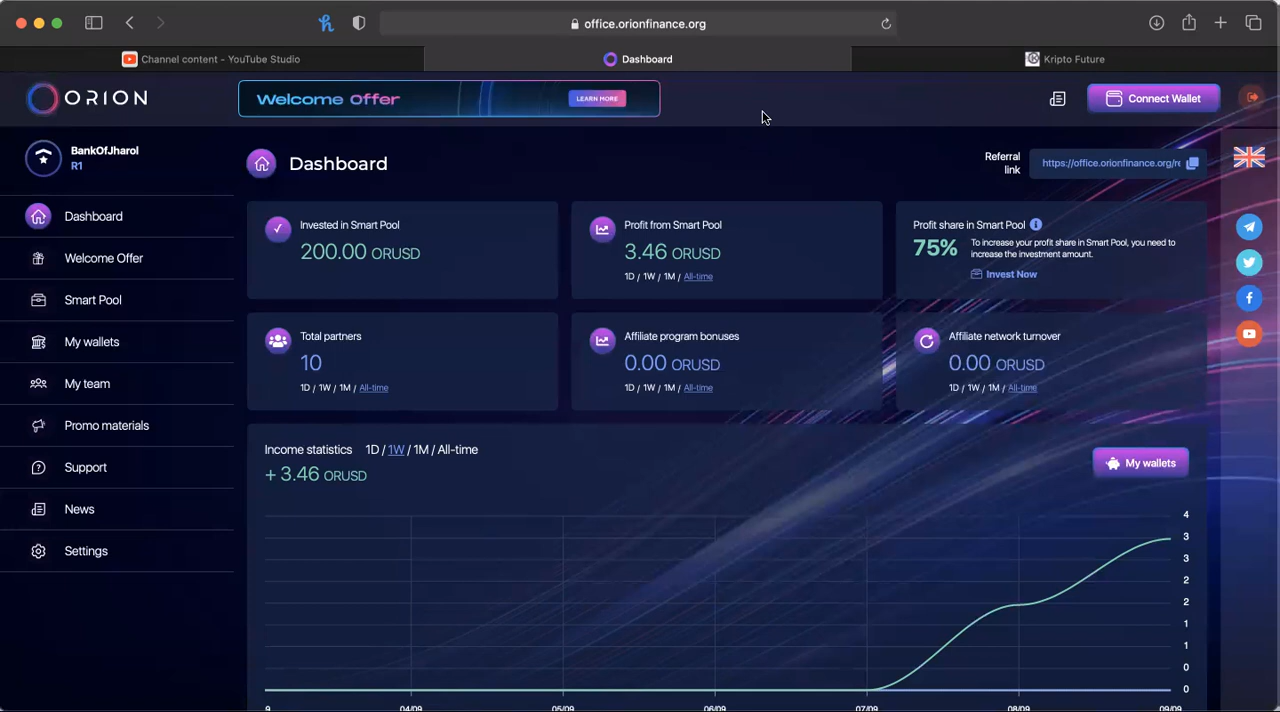 office.orionfinance.org
Channel content - YouTube Studio
Dashboard
Kripto Future
ORION
Welcome Offer
LEARN MORE
Connect Wallet
BankOfJharol
R1
Dashboard
Referral
link
https://office.orionfinance.org/re
Dashboard
Welcome Offer
Smart Pool
My wallets
My team
Promo materials
Support
News
Settings
Invested in Smart Pool
200.00 ORUSD
Profit from Smart Pool
3.46 ORUSD
1D / 1W / 1M / All-time
Profit share in Smart Pool
75%
To increase your profit share in Smart Pool, you need to
increase the investment amount.
Invest Now
Total partners
10
1D / 1W / 1M / All-time
Affiliate program bonuses
0.00 ORUSD
1D / 1W / 1M / All-time
Affiliate network turnover
0.00 ORUSD
1D / 1W / 1M / All-time
Income statistics 1D / 1W / 1M / All-time
+ 3.46 ORUSD
My wallets
4
3
3
2
2
1
1
0
0
9 04/09 05/09 06/09 07/09 08/09 09/09